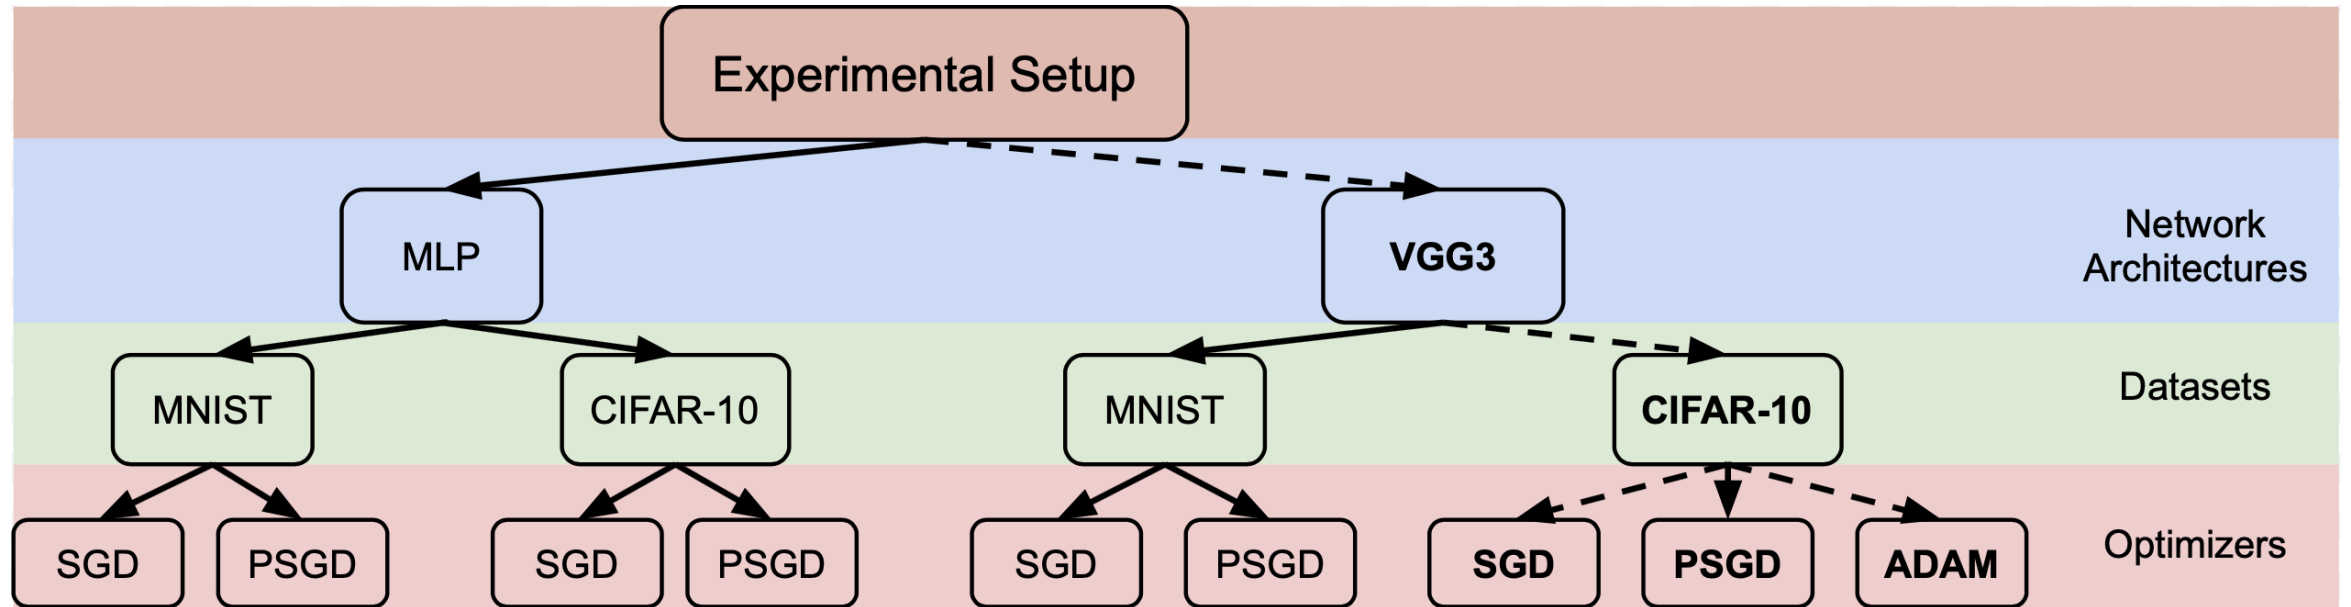 Experimental Setup
MLP
VGG3
Network
Architectures
MNIST
CIFAR-10
MNIST
CIFAR-10
Datasets
SGD
PSGD
SGD
PSGD
SGD
PSGD
SGD
PSGD
ADAM
Optimizers